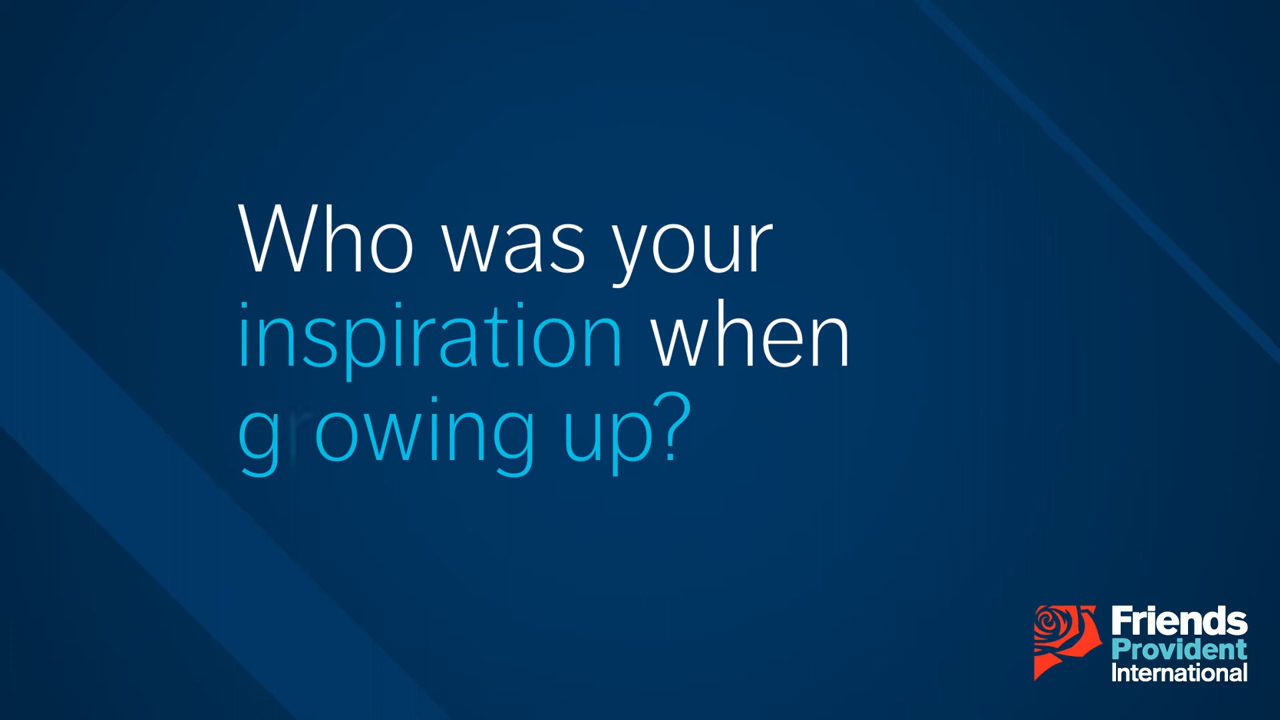 Who was your
inspiration when
growing up?
Friends
Provident
International